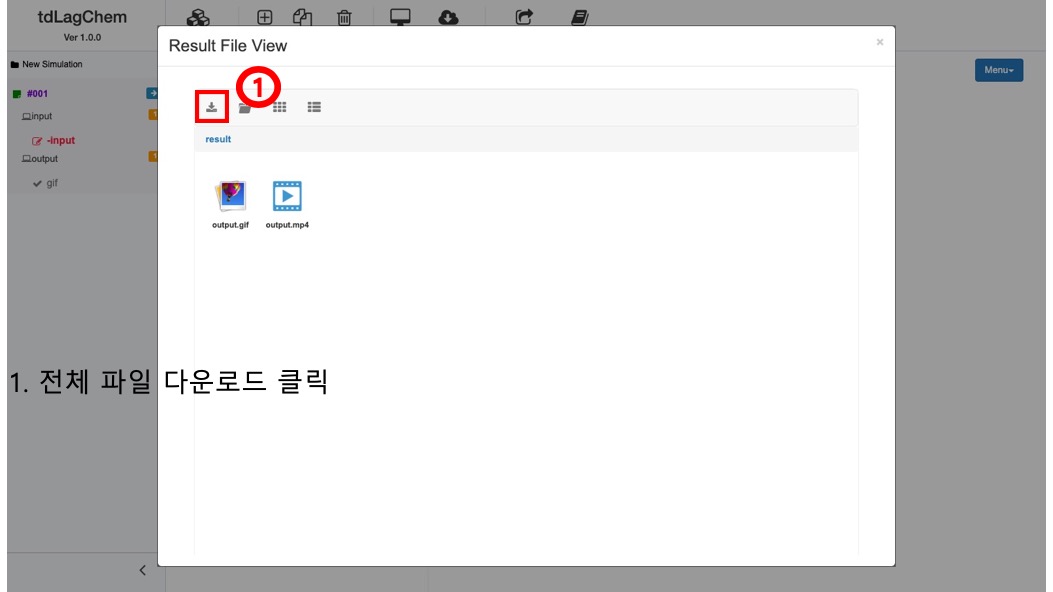 tdLagChem
Ver 1.0.0
New Simulation
Menu
Result File View
×
#001
input
-input
output
gif
1
result
output.gif
output.mp4
1. 전체 파일 다운로드 클릭